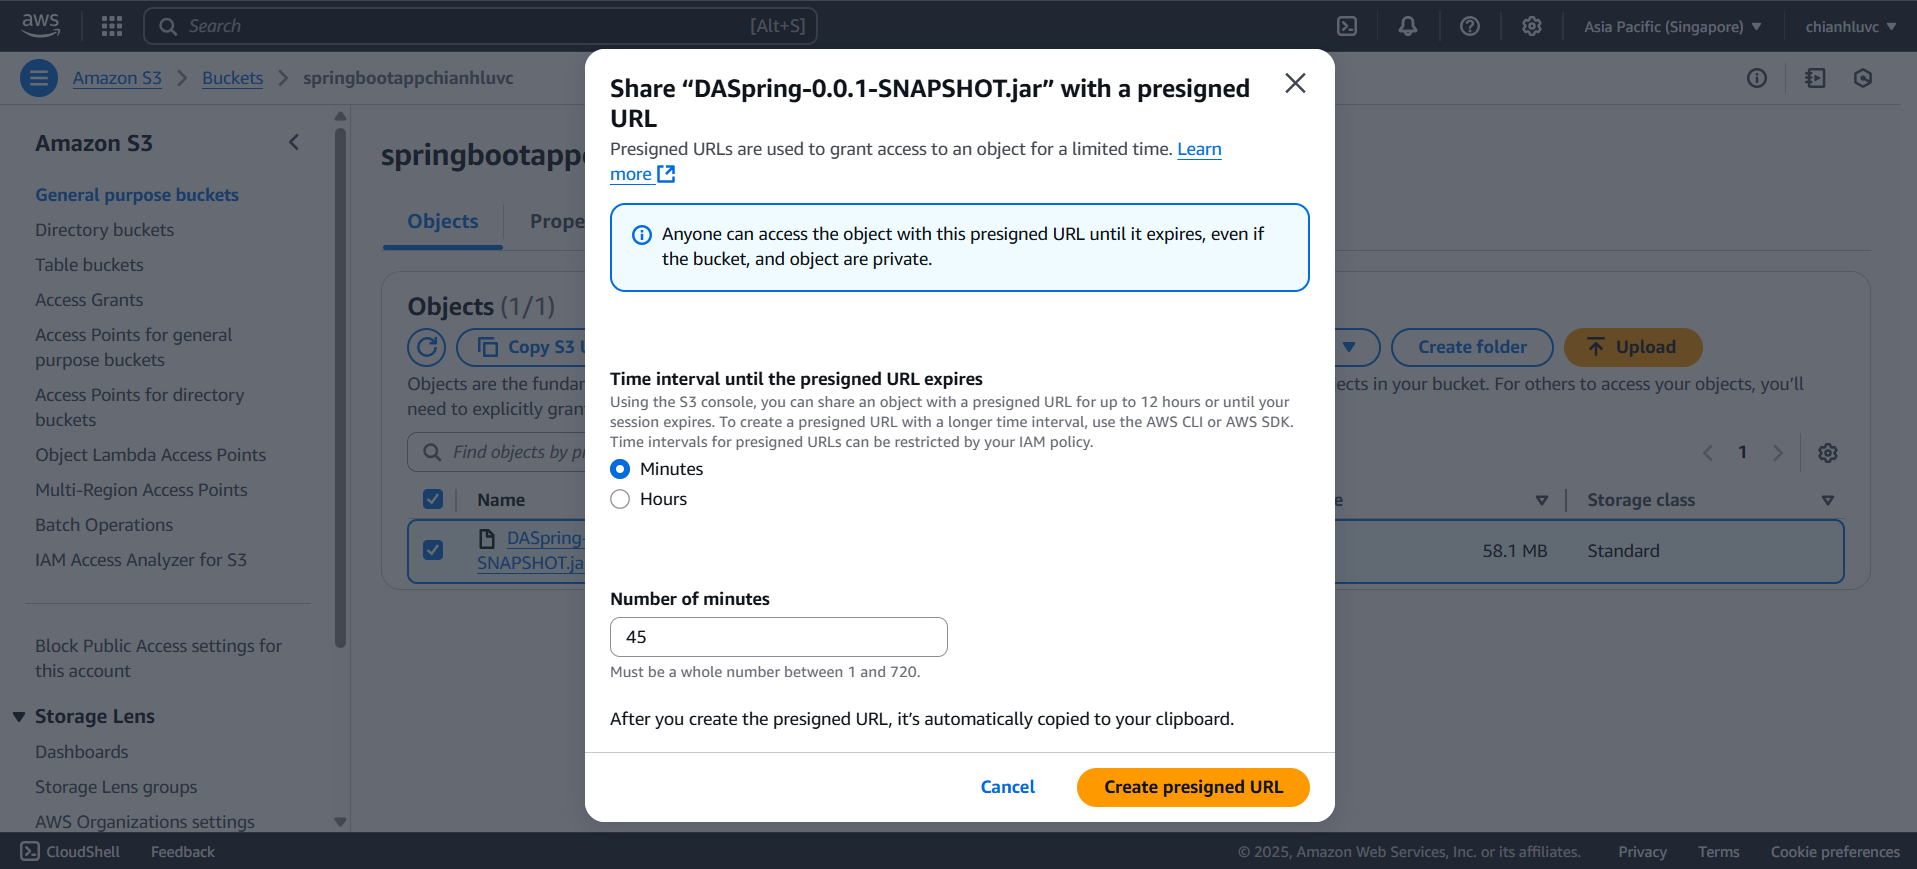 aws
Search
[Alt+S]
Asia Pacific (Singapore)
chianhluvc
Amazon S3
Buckets
springbootappchianhluvc
Amazon S3
General purpose buckets
Directory buckets
Table buckets
Access Grants
Access Points for general
purpose buckets
Access Points for directory
buckets
Object Lambda Access Points
Multi-Region Access Points
Batch Operations
IAM Access Analyzer for S3
Block Public Access settings for
this account
Storage Lens
Dashboards
Storage Lens groups
AWS Organizations settings
Objects
Objects (1/1)
Copy S3
Create folder
Upload
Objects are the
ects in your bucket. For others to access your objects, you’ll
need to explicitly
Find objects by
1
Name
Storage class
DASpring-
SNAPSHOT.ja
58.1 MB
Standard
Share “DASpring-0.0.1-SNAPSHOT.jar” with a presigned
URL
Presigned URLs are used to grant access to an object for a limited time. Learn
more
Anyone can access the object with this presigned URL until it expires, even if
the bucket, and object are private.
Time interval until the presigned URL expires
Using the S3 console, you can share an object with a presigned URL for up to 12 hours or until your
session expires. To create a presigned URL with a longer time interval, use the AWS CLI or AWS SDK.
Time intervals for presigned URLs can be restricted by your IAM policy.
Minutes
Hours
Number of minutes
45
Must be a whole number between 1 and 720.
After you create the presigned URL, it’s automatically copied to your clipboard.
Cancel
Create presigned URL
CloudShell
Feedback
© 2025, Amazon Web Services, Inc. or its affiliates.
Privacy
Terms
Cookie preferences